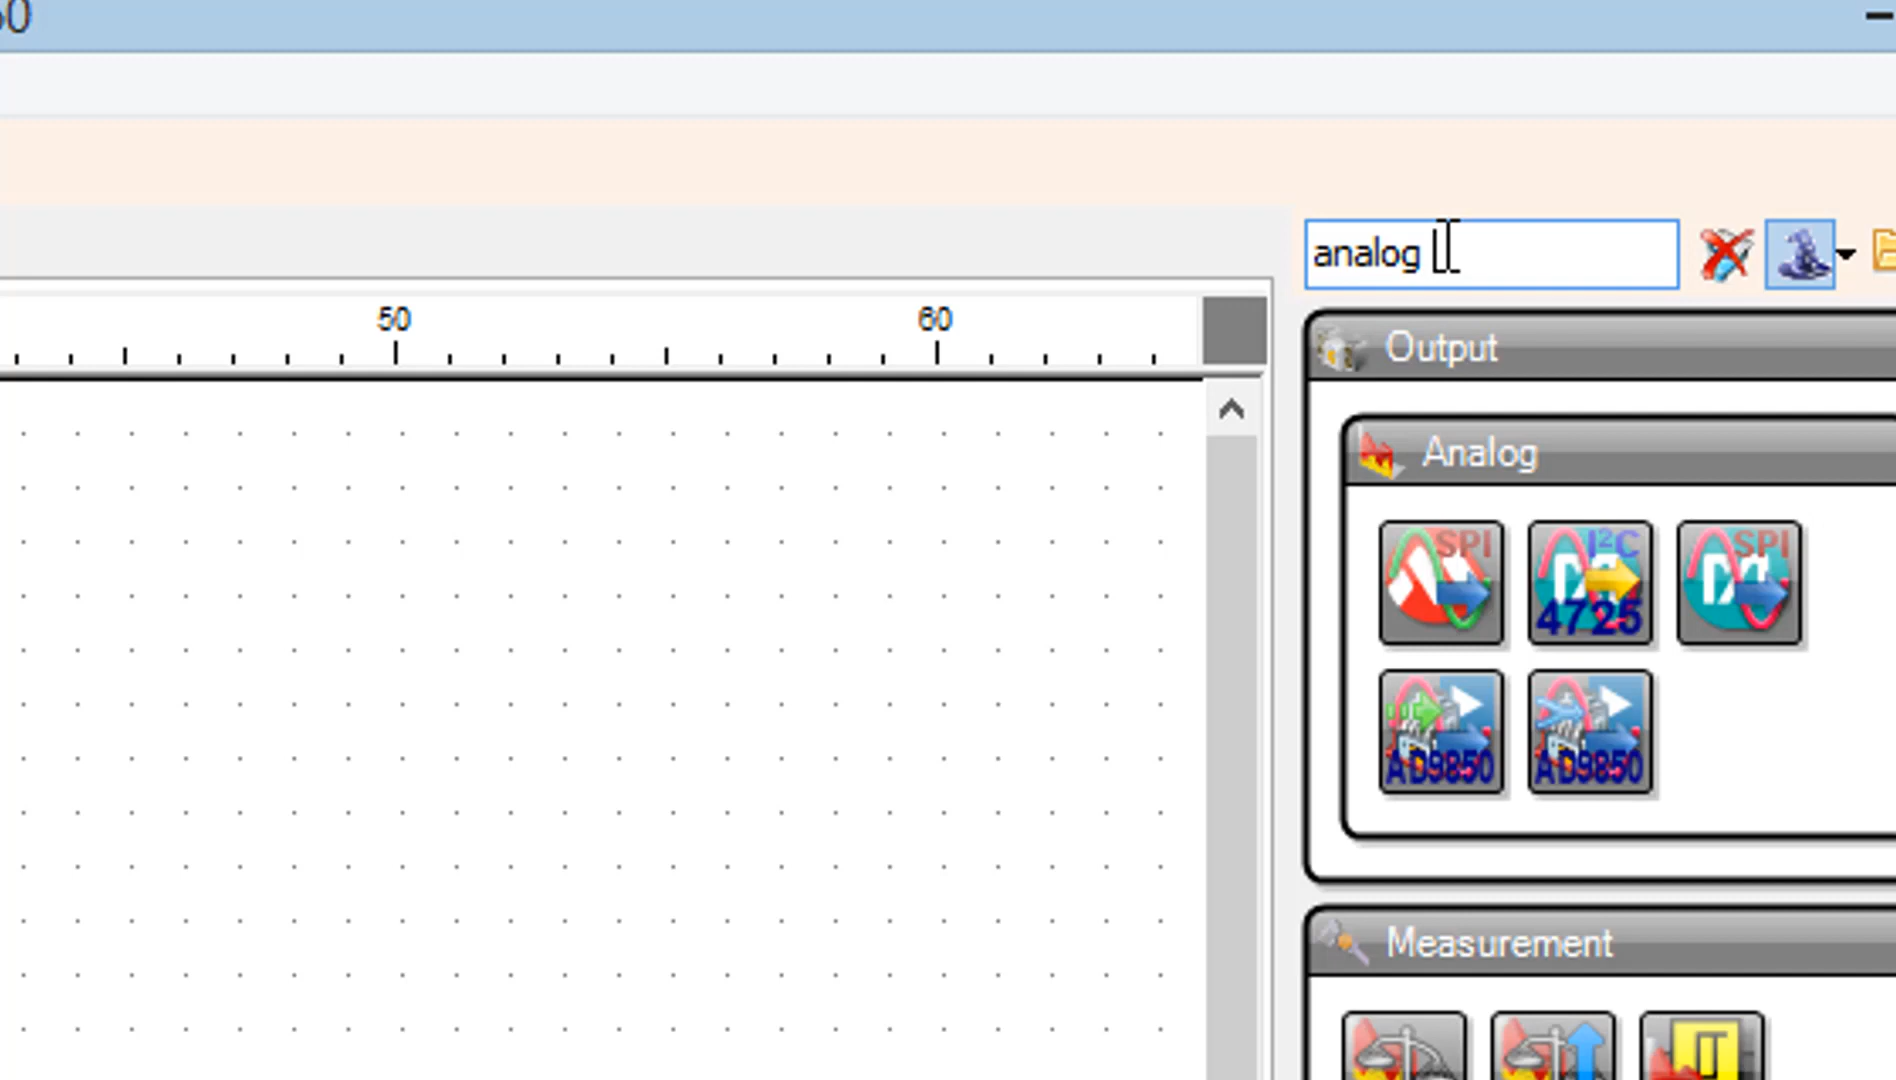 analog
50 60
Output
Analog
SPI I²C 4725 SPI
AD9850 AD9850
Measurement